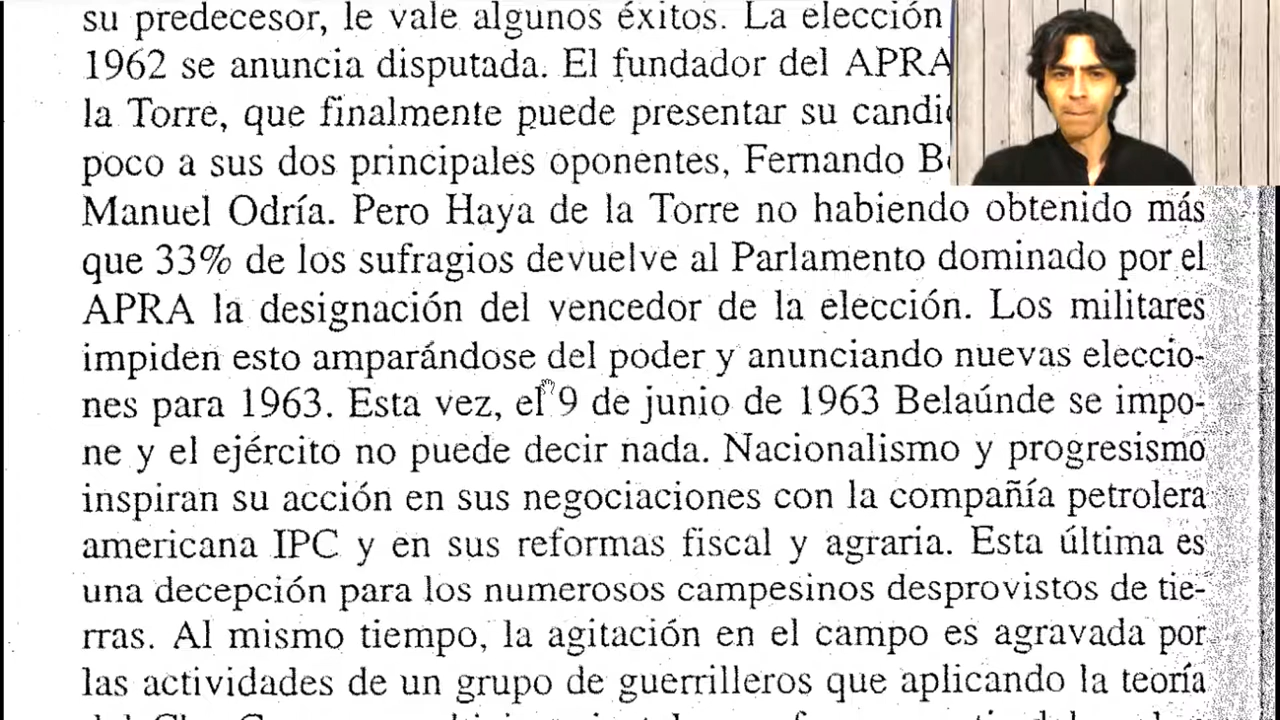 su predecesor, le vale algunos éxitos. La elección
1962 se anuncia disputada. El fundador del APRA
la Torre, que finalmente puede presentar su
poco a sus dos principales oponentes, Fernando
Manuel Odría. Pero Haya de la Torre no habiendo obtenido más
que 33% de los sufragios devuelve al Parlamento dominado por el
APRA la designación del vencedor de la elección. Los militares
impiden esto amparándose del poder y anunciando nuevas eleccio-
nes para 1963. Esta vez, el 9 de junio de 1963 Belaúnde se impo-
ne y el ejército no puede decir nada. Nacionalismo y progresismo
inspiran su acción en sus negociaciones con la compañía petrolera
americana IPC y en sus reformas fiscal y agraria. Esta última es
una decepción para los numerosos campesinos desprovistos de tie-
rras. Al mismo tiempo, la agitación en el campo es agravada por
las actividades de un grupo de guerrilleros que aplicando la teoría